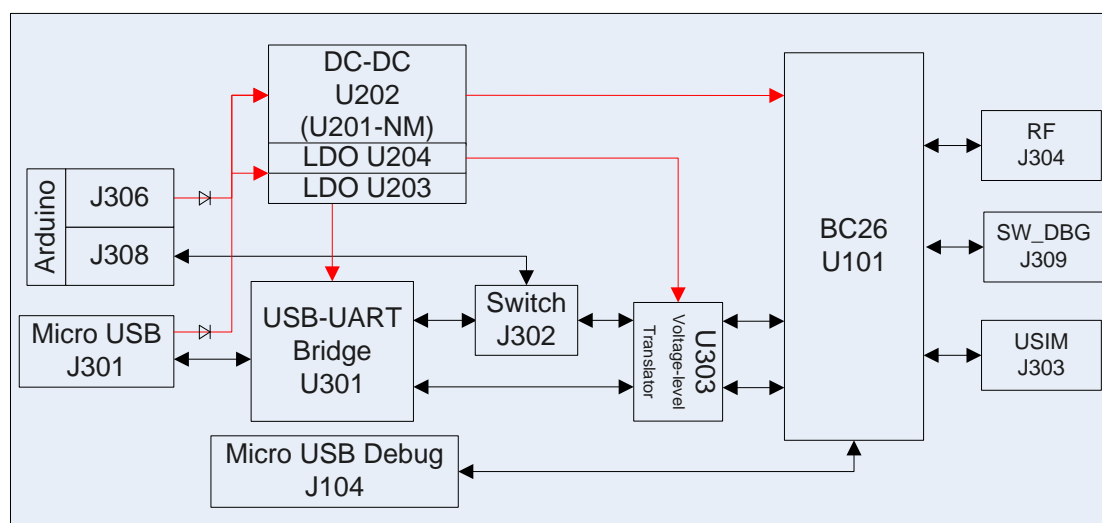 DC-DC
U202
(U201-NM)
LDO U204
LDO U203
Arduino
J306
J308
Micro USB
J301
USB-UART
Bridge
U301
Switch
J302
U303
Voltage-level
Translator
BC26
U101
RF
J304
SW_DBG
J309
USIM
J303
Micro USB Debug
J104